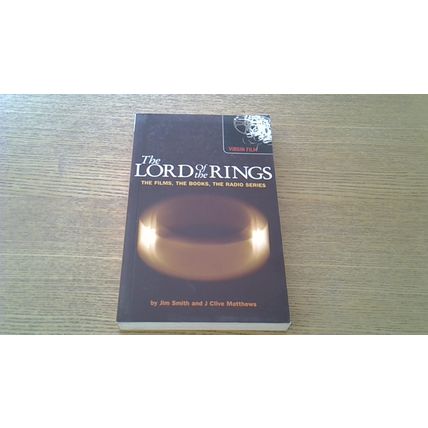 VIRGIN FILM
The
LORD Of the RINGS
THE FILMS, THE BOOKS, THE RADIO SERIES
by Jim Smith and J Clive Matthews